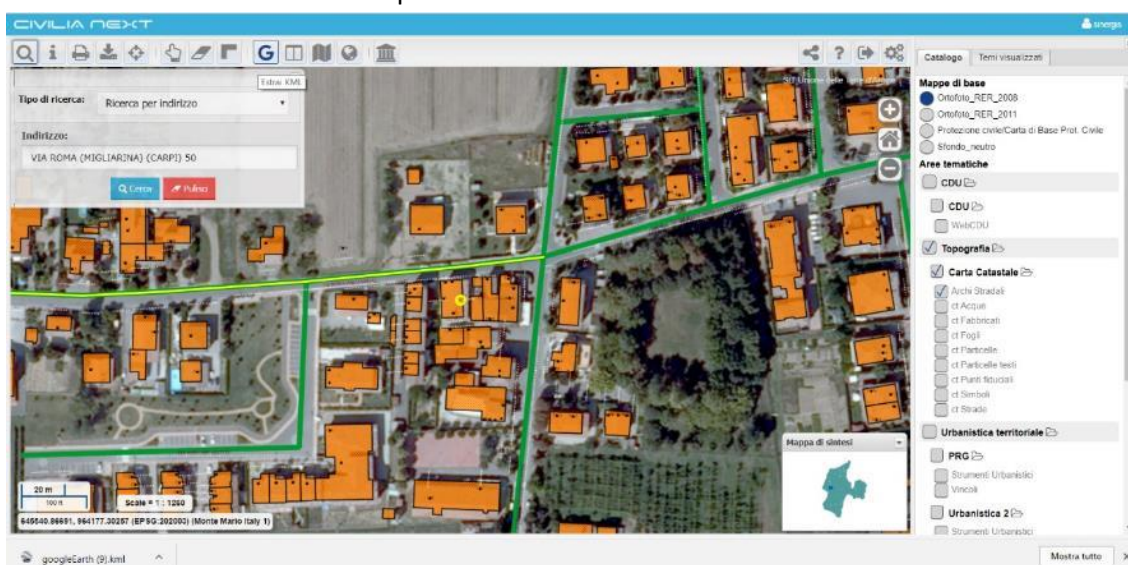 CIVILIA NEXT
sinergis
Estrai KML
Catalogo
Temi visualizzati
Tipo di ricerca:
Ricerca per indirizzo
Indirizzo:
VIA ROMA (MIGLIARINA) (CARPI) 50
Cerca
Pulisci
Mappe di base
Ortofoto_RER_2008
Ortofoto_RER_2011
Protezione civile/Carta di Base Prot. Civile
Sfondo_neutro
Aree tematiche
CDU
CDU
WebCDU
Topografia
Carta Catastale
Archi Stradali
ct Acque
ct Fabbricati
ct Fogli
ct Particelle
ct Particelle testi
ct Punti fiduciali
ct Simboli
ct Strade
Urbanistica territoriale
PRG
Strumenti Urbanistici
Vincoli
Urbanistica 2
Strumenti Urbanistici
Mappa di sintesi
20 m
100 ft
Scale = 1 : 1260
(EPSG:202003) (Monte Mario Italy 1)
googleEarth (9).kml
Mostra tutto